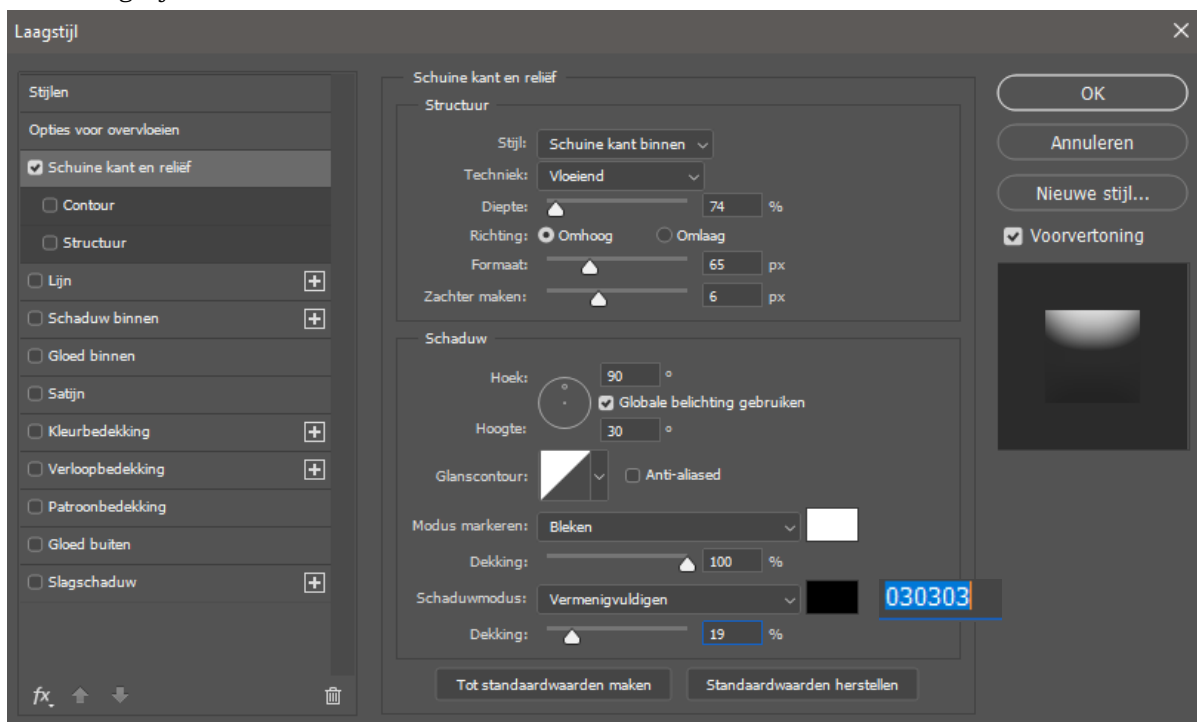 Laagstijl
Stijlen
Opties voor overvloeien
Schuine kant en reliëf
Contour
Structuur
Lijn
Schaduw binnen
Gloed binnen
Satijn
Kleurbedekking
Verloopbedekking
Patroonbedekking
Gloed buiten
Slagschaduw
fx
Schuine kant en reliëf
Structuur
Stijl: Schuine kant binnen
Techniek: Vloeiend
Diepte: 74 %
Richting: Omhoog Omlaag
Formaat: 65 px
Zachter maken: 6 px
Schaduw
Hoek: 90 °
Globale belichting gebruiken
Hoogte: 30 °
Glanscontour: Anti-aliased
Modus markeren: Bleken
Dekking: 100 %
Schaduwmodus: Vermenigvuldigen 030303
Dekking: 19 %
Tot standaardwaarden maken Standaardwaarden herstellen
OK
Annuleren
Nieuwe stijl...
Voorvertoning